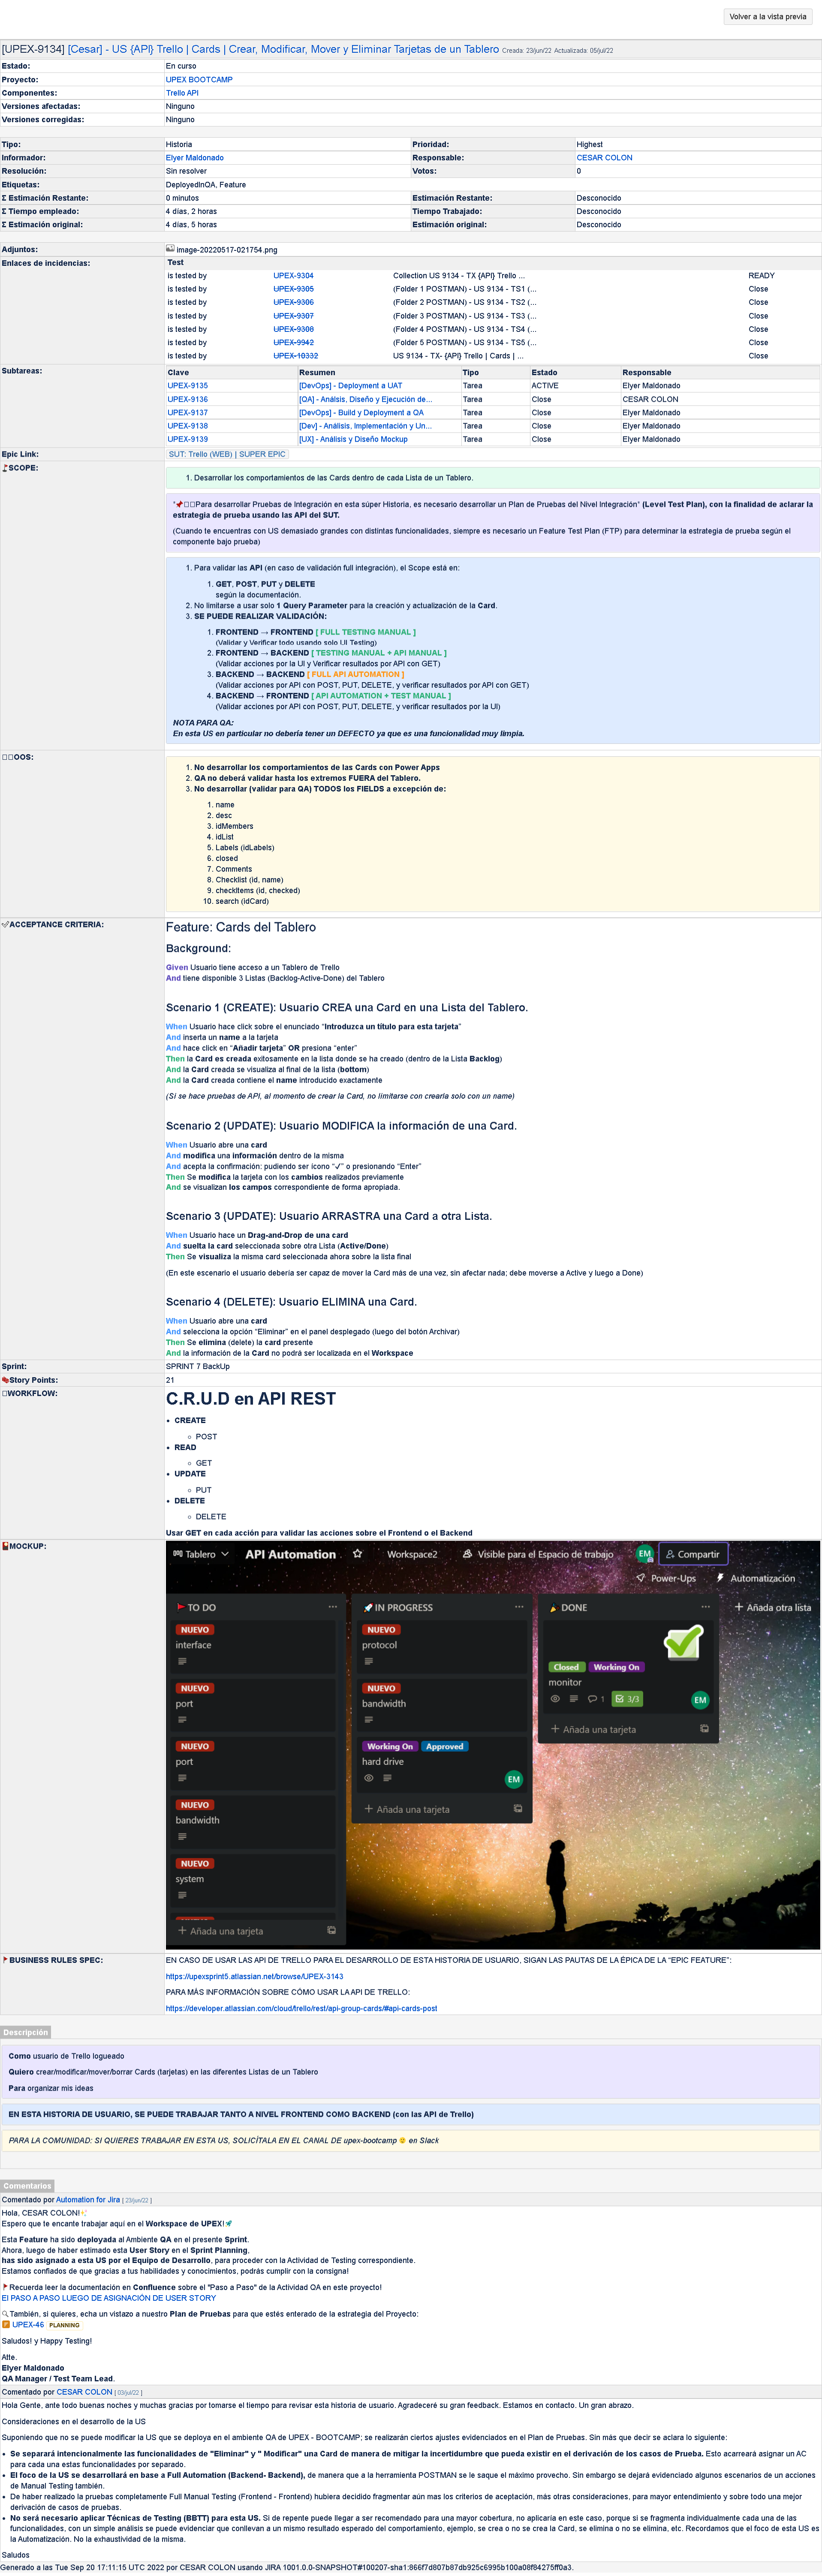 Volver a la vista previa
[UPEX-9134] [Cesar] - US {API} Trello | Cards | Crear, Modificar, Mover y Eliminar Tarjetas de un Tablero Creada: 23/jun/22 Actualizada: 05/jul/22
Estado: En curso
Proyecto: UPEX BOOTCAMP
Componentes: Trello API
Versiones afectadas: Ninguno
Versiones corregidas: Ninguno
Tipo: Historia Prioridad: Highest
Informador: Elyer Maldonado Responsable: CESAR COLON
Resolución: Sin resolver Votos: 0
Etiquetas: DeployedInQA, Feature
Σ Estimación Restante: 0 minutos Estimación Restante: Desconocido
Σ Tiempo empleado: 4 días, 2 horas Tiempo Trabajado: Desconocido
Σ Estimación original: 4 días, 5 horas Estimación original: Desconocido
Adjuntos: image-20220517-021754.png
Enlaces de incidencias: Test
is tested by UPEX-9304 Collection US 9134 - TX {API} Trello ... READY
is tested by UPEX-9305 (Folder 1 POSTMAN) - US 9134 - TS1 (... Close
is tested by UPEX-9306 (Folder 2 POSTMAN) - US 9134 - TS2 (... Close
is tested by UPEX-9307 (Folder 3 POSTMAN) - US 9134 - TS3 (... Close
is tested by UPEX-9308 (Folder 4 POSTMAN) - US 9134 - TS4 (... Close
is tested by UPEX-9942 (Folder 5 POSTMAN) - US 9134 - TS5 (... Close
is tested by UPEX-10332 US 9134 - TX- {API} Trello | Cards | ... Close
Subtareas: Clave Resumen Tipo Estado Responsable
UPEX-9135 [DevOps] - Deployment a UAT Tarea ACTIVE Elyer Maldonado
UPEX-9136 [QA] - Análsis, Diseño y Ejecución de... Tarea Close CESAR COLON
UPEX-9137 [DevOps] - Build y Deployment a QA Tarea Close Elyer Maldonado
UPEX-9138 [Dev] - Análisis, Implementación y Un... Tarea Close Elyer Maldonado
UPEX-9139 [UX] - Análisis y Diseño Mockup Tarea Close Elyer Maldonado
Epic Link: SUT: Trello (WEB) | SUPER EPIC
SCOPE:
1. Desarrollar los comportamientos de las Cards dentro de cada Lista de un Tablero.
"Para desarrollar Pruebas de Integración en esta súper Historia, es necesario desarrollar un Plan de Pruebas del Nivel Integración" (Level Test Plan), con la finalidad de aclarar la
estrategia de prueba usando las API del SUT.
(Cuando te encuentras con US demasiado grandes con distintas funcionalidades, siempre es necesario un Feature Test Plan (FTP) para determinar la estrategia de prueba según el
componente bajo prueba)
1. Para validar las API (en caso de validación full integración), el Scope está en:
1. GET, POST, PUT y DELETE
según la documentación.
2. No limitarse a usar solo 1 Query Parameter para la creación y actualización de la Card.
3. SE PUEDE REALIZAR VALIDACIÓN:
1. FRONTEND → FRONTEND [ FULL TESTING MANUAL ]
(Validar y Verificar todo usando solo UI Testing)
2. FRONTEND → BACKEND [ TESTING MANUAL + API MANUAL ]
(Validar acciones por la UI y Verificar resultados por API con GET)
3. BACKEND → BACKEND [ FULL API AUTOMATION ]
(Validar acciones por API con POST, PUT, DELETE, y verificar resultados por API con GET)
4. BACKEND → FRONTEND [ API AUTOMATION + TEST MANUAL ]
(Validar acciones por API con POST, PUT, DELETE, y verificar resultados por la UI)
NOTA PARA QA:
En esta US en particular no debería tener un DEFECTO ya que es una funcionalidad muy limpia.
OOS:
1. No desarrollar los comportamientos de las Cards con Power Apps
2. QA no deberá validar hasta los extremos FUERA del Tablero.
3. No desarrollar (validar para QA) TODOS los FIELDS a excepción de:
1. name
2. desc
3. idMembers
4. idList
5. Labels (idLabels)
6. closed
7. Comments
8. Checklist (id, name)
9. checkItems (id, checked)
10. search (idCard)
ACCEPTANCE CRITERIA:
Feature: Cards del Tablero
Background:
Given Usuario tiene acceso a un Tablero de Trello
And tiene disponible 3 Listas (Backlog-Active-Done) del Tablero
Scenario 1 (CREATE): Usuario CREA una Card en una Lista del Tablero.
When Usuario hace click sobre el enunciado “Introduzca un título para esta tarjeta”
And inserta un name a la tarjeta
And hace click en “Añadir tarjeta” OR presiona “enter”
Then la Card es creada exitosamente en la lista donde se ha creado (dentro de la Lista Backlog)
And la Card creada se visualiza al final de la lista (bottom)
And la Card creada contiene el name introducido exactamente
(Si se hace pruebas de API, al momento de crear la Card, no limitarse con crearla solo con un name)
Scenario 2 (UPDATE): Usuario MODIFICA la información de una Card.
When Usuario abre una card
And modifica una información dentro de la misma
And acepta la confirmación: pudiendo ser ícono “✓” o presionando “Enter”
Then Se modifica la tarjeta con los cambios realizados previamente
And se visualizan los campos correspondiente de forma apropiada.
Scenario 3 (UPDATE): Usuario ARRASTRA una Card a otra Lista.
When Usuario hace un Drag-and-Drop de una card
And suelta la card seleccionada sobre otra Lista (Active/Done)
Then Se visualiza la misma card seleccionada ahora sobre la lista final
(En este escenario el usuario debería ser capaz de mover la Card más de una vez, sin afectar nada; debe moverse a Active y luego a Done)
Scenario 4 (DELETE): Usuario ELIMINA una Card.
When Usuario abre una card
And selecciona la opción “Eliminar” en el panel desplegado (luego del botón Archivar)
Then Se elimina (delete) la card presente
And la información de la Card no podrá ser localizada en el Workspace
Sprint: SPRINT 7 BackUp
Story Points: 21
WORKFLOW:
C.R.U.D en API REST
• CREATE
◦ POST
• READ
◦ GET
• UPDATE
◦ PUT
• DELETE
◦ DELETE
Usar GET en cada acción para validar las acciones sobre el Frontend o el Backend
MOCKUP:
Tablero API Automation Workspace2 Visible para el Espacio de trabajo EM Compartir
Power-Ups Automatización
TO DO ... IN PROGRESS ... DONE ... + Añada otra lista
NUEVO
interface
NUEVO
port
NUEVO
port
NUEVO
bandwidth
NUEVO
system
+ Añada una tarjeta
NUEVO
protocol
NUEVO
bandwidth
Working On Approved
hard drive
EM
+ Añada una tarjeta
Closed Working On
monitor
1 3/3 EM
+ Añada una tarjeta
BUSINESS RULES SPEC:
EN CASO DE USAR LAS API DE TRELLO PARA EL DESARROLLO DE ESTA HISTORIA DE USUARIO, SIGAN LAS PAUTAS DE LA ÉPICA DE LA “EPIC FEATURE”:
https://upexsprint5.atlassian.net/browse/UPEX-3143
PARA MÁS INFORMACIÓN SOBRE CÓMO USAR LA API DE TRELLO:
https://developer.atlassian.com/cloud/trello/rest/api-group-cards/#api-cards-post
Descripción
Como usuario de Trello logueado
Quiero crear/modificar/mover/borrar Cards (tarjetas) en las diferentes Listas de un Tablero
Para organizar mis ideas
EN ESTA HISTORIA DE USUARIO, SE PUEDE TRABAJAR TANTO A NIVEL FRONTEND COMO BACKEND (con las API de Trello)
PARA LA COMUNIDAD: SI QUIERES TRABAJAR EN ESTA US, SOLICÍTALA EN EL CANAL DE upex-bootcamp en Slack
Comentarios
Comentado por Automation for Jira [ 23/jun/22 ]
Hola, CESAR COLON!
Espero que te encante trabajar aquí en el Workspace de UPEX!
Esta Feature ha sido deployada al Ambiente QA en el presente Sprint.
Ahora, luego de haber estimado esta User Story en el Sprint Planning,
has sido asignado a esta US por el Equipo de Desarrollo, para proceder con la Actividad de Testing correspondiente.
Estamos confiados de que gracias a tus habilidades y conocimientos, podrás cumplir con la consigna!
Recuerda leer la documentación en Confluence sobre el "Paso a Paso" de la Actividad QA en este proyecto!
El PASO A PASO LUEGO DE ASIGNACIÓN DE USER STORY
También, si quieres, echa un vistazo a nuestro Plan de Pruebas para que estés enterado de la estrategia del Proyecto:
UPEX-46 PLANNING
Saludos! y Happy Testing!
Atte.
Elyer Maldonado
QA Manager / Test Team Lead.
Comentado por CESAR COLON [ 03/jul/22 ]
Hola Gente, ante todo buenas noches y muchas gracias por tomarse el tiempo para revisar esta historia de usuario. Agradeceré su gran feedback. Estamos en contacto. Un gran abrazo.
Consideraciones en el desarrollo de la US
Suponiendo que no se puede modificar la US que se deploya en el ambiente QA de UPEX - BOOTCAMP; se realizarán ciertos ajustes evidenciados en el Plan de Pruebas. Sin más que decir se aclara lo siguiente:
• Se separará intencionalmente las funcionalidades de "Eliminar" y " Modificar" una Card de manera de mitigar la incertidumbre que pueda existir en el derivación de los casos de Prueba. Esto acarreará asignar un AC
para cada una estas funcionalidades por separado.
• El foco de la US se desarrollará en base a Full Automation (Backend- Backend), de manera que a la herramienta POSTMAN se le saque el máximo provecho. Sin embargo se dejará evidenciado algunos escenarios de un acciones
de Manual Testing también.
• De haber realizado la pruebas completamente Full Manual Testing (Frontend - Frontend) hubiera decidido fragmentar aún mas los criterios de aceptación, más otras consideraciones, para mayor entendimiento y sobre todo una mejor
derivación de casos de pruebas.
• No será necesario aplicar Técnicas de Testing (BBTT) para esta US. Si de repente puede llegar a ser recomendado para una mayor cobertura, no aplicaría en este caso, porque si se fragmenta individualmente cada una de las
funcionalidades, con un simple análisis se puede evidenciar que conllevan a un mismo resultado esperado del comportamiento, ejemplo, se crea o no se crea la Card, se elimina o no se elimina, etc. Recordamos que el foco de esta US es
la Automatización. No la exhaustividad de la misma.
Saludos
Generado a las Tue Sep 20 17:11:15 UTC 2022 por CESAR COLON usando JIRA 1001.0.0-SNAPSHOT#100207-sha1:866f7d807b87db925c6995b100a08f84275ff0a3.